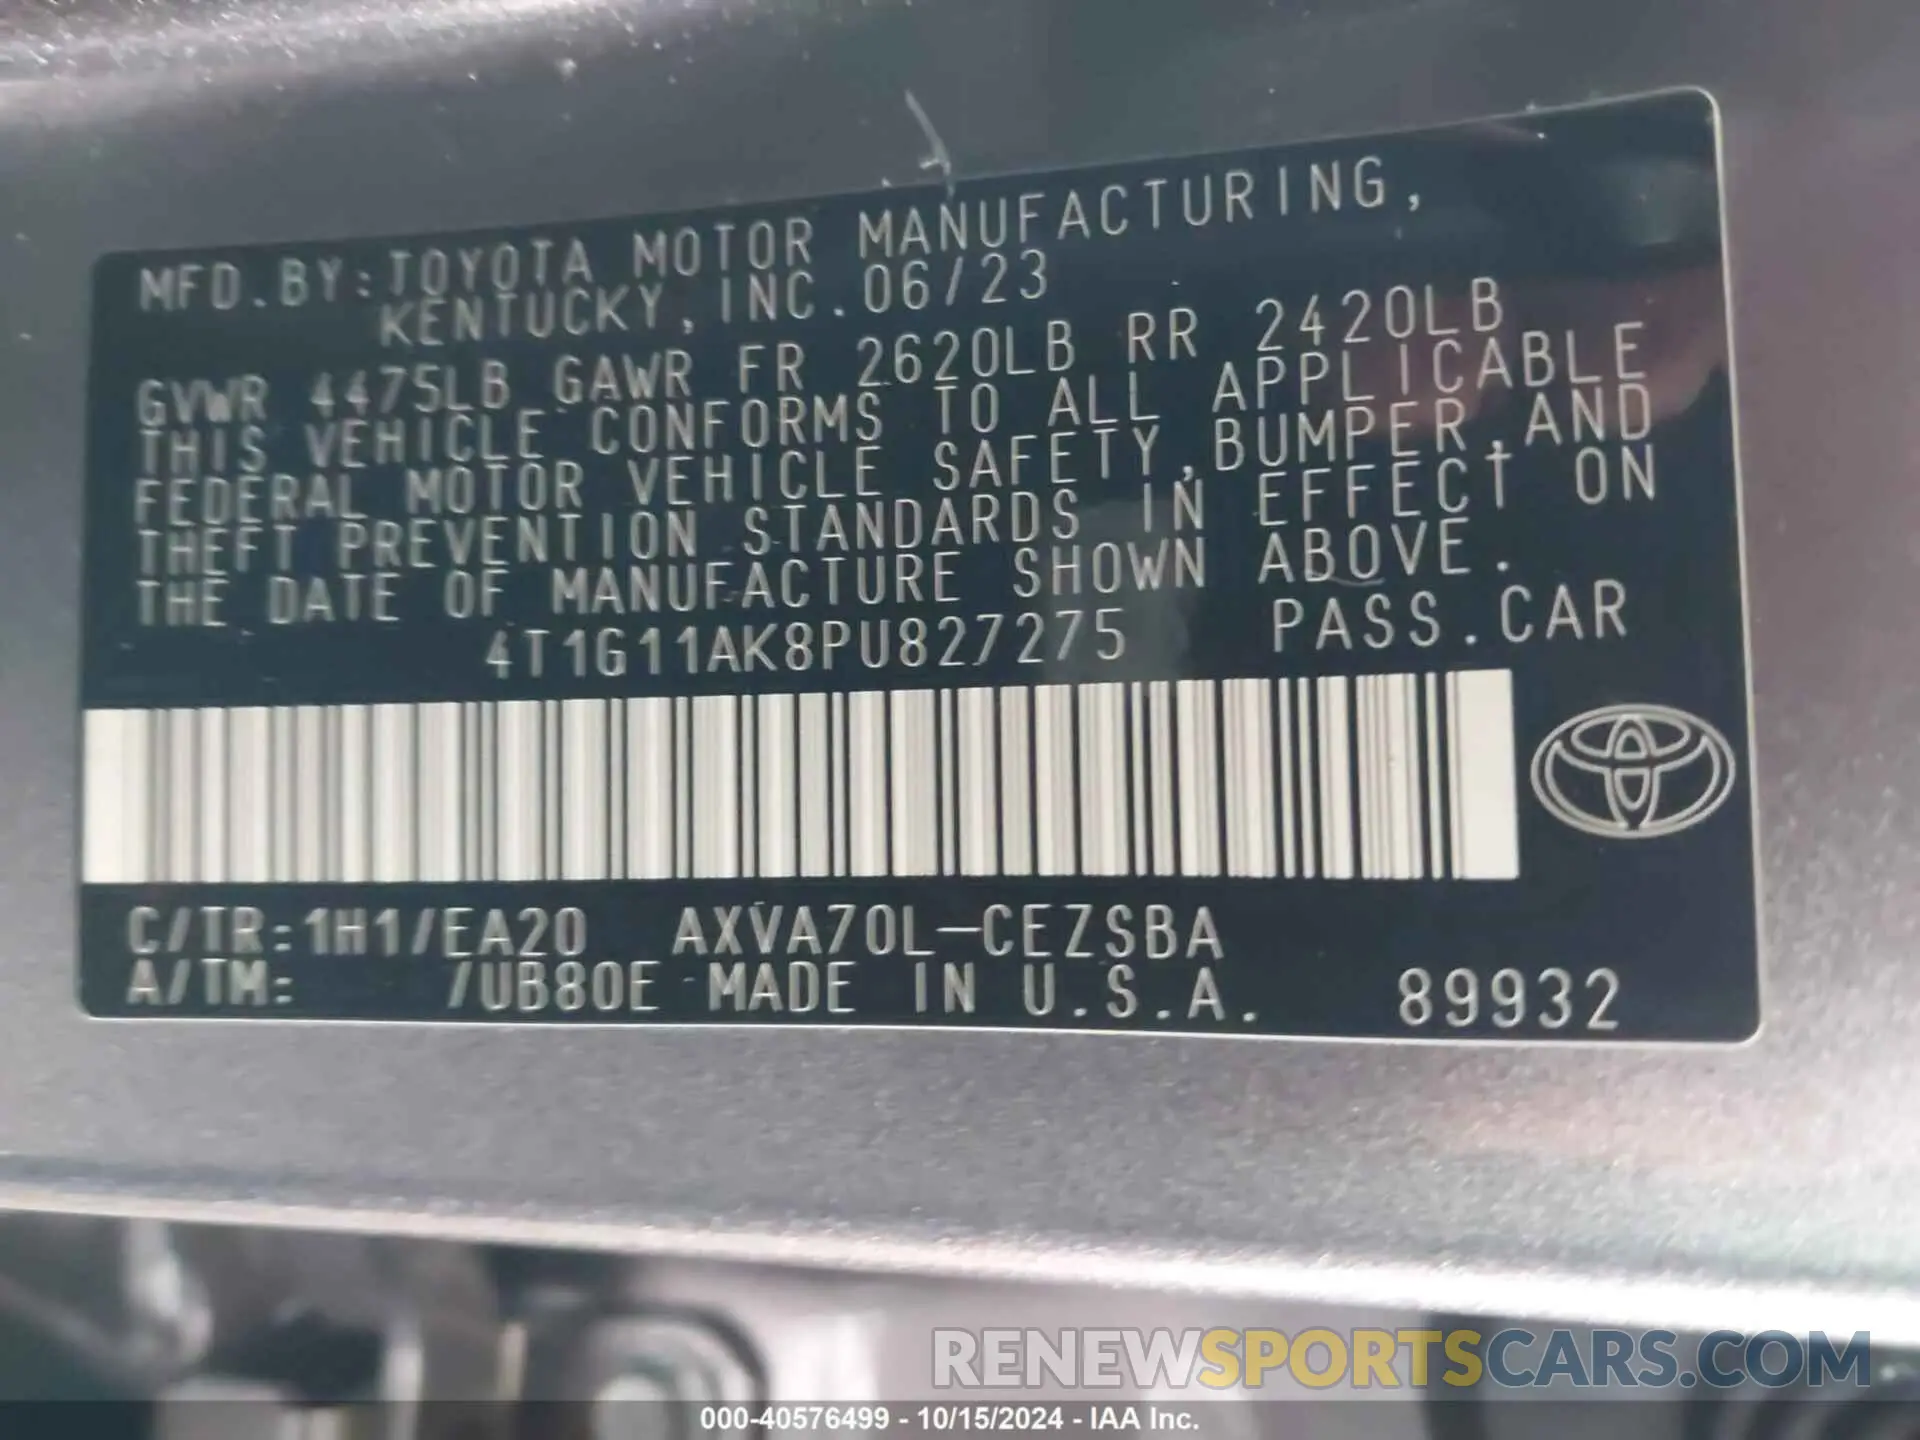 MFD.BY:TOYOTA MOTOR MANUFACTURING,
KENTUCKY,INC.06/23
GVWR 4475LB GAWR FR 2620LB RR 2420LB
THIS VEHICLE CONFORMS TO ALL APPLICABLE
FEDERAL MOTOR VEHICLE SAFETY,BUMPER,AND
THEFT PREVENTION STANDARDS IN EFFECT ON
THE DATE OF MANUFACTURE SHOWN ABOVE.
4T1G11AK8PU827275 PASS.CAR
C/TR:1H1/EA20 AXVA70L-CEZSBA
A/TM: /UB80E MADE IN U.S.A. 89932
RENEWSPORTSCARS.COM
000-40576499 - 10/15/2024 - IAA Inc.